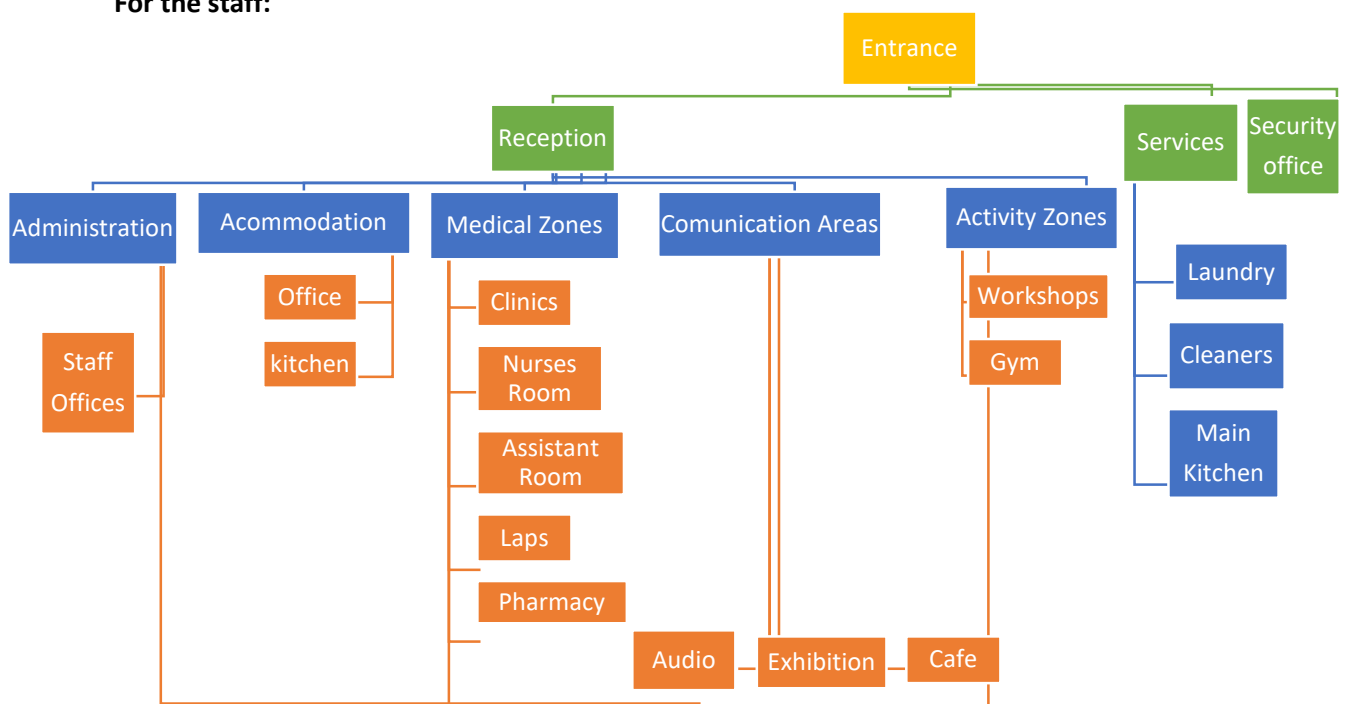 For the staff:
Entrance
Reception
Services
Security
office
Administration
Acommodation
Medical Zones
Comunication Areas
Activity Zones
Staff
Offices
Office
kitchen
Clinics
Nurses
Room
Assistant
Room
Laps
Pharmacy
Audio
Exhibition
Cafe
Workshops
Gym
Laundry
Cleaners
Main
Kitchen